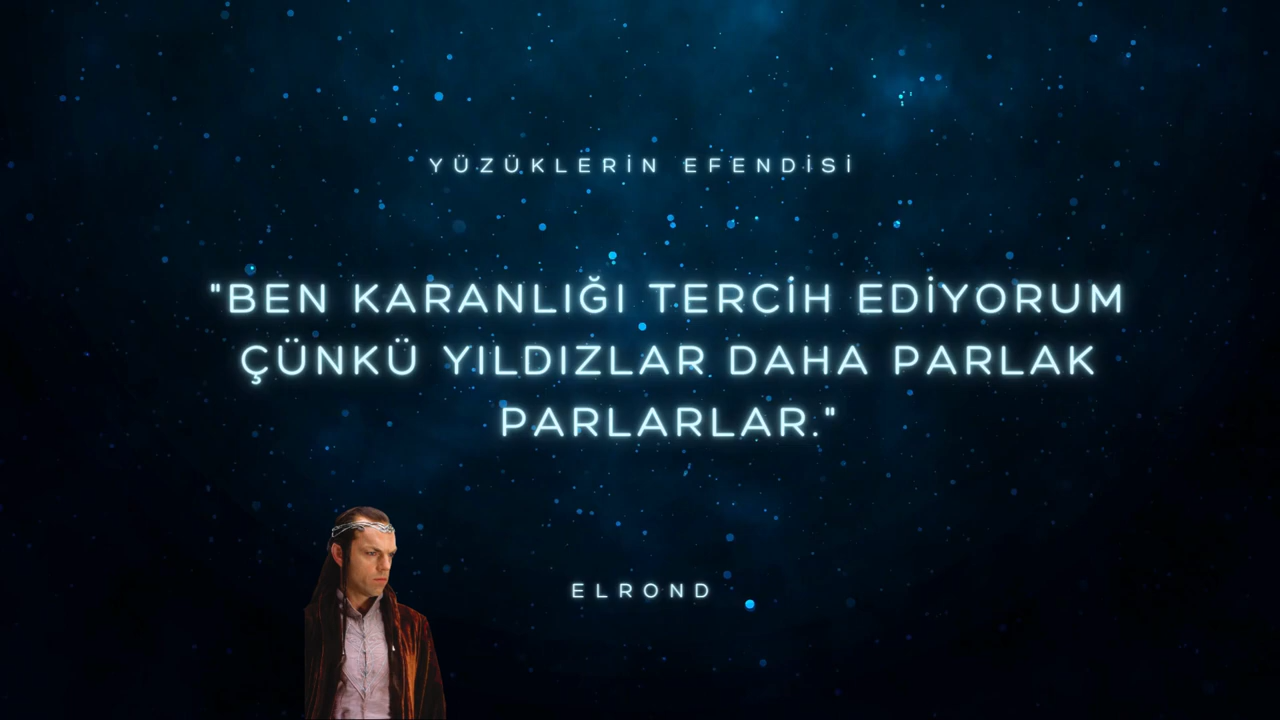 YÜZÜKLERİN EFENDİSİ
"BEN KARANLIĞI TERCİH EDİYORUM
ÇÜNKÜ YILDIZLAR DAHA PARLAK
PARLARLAR."
ELROND